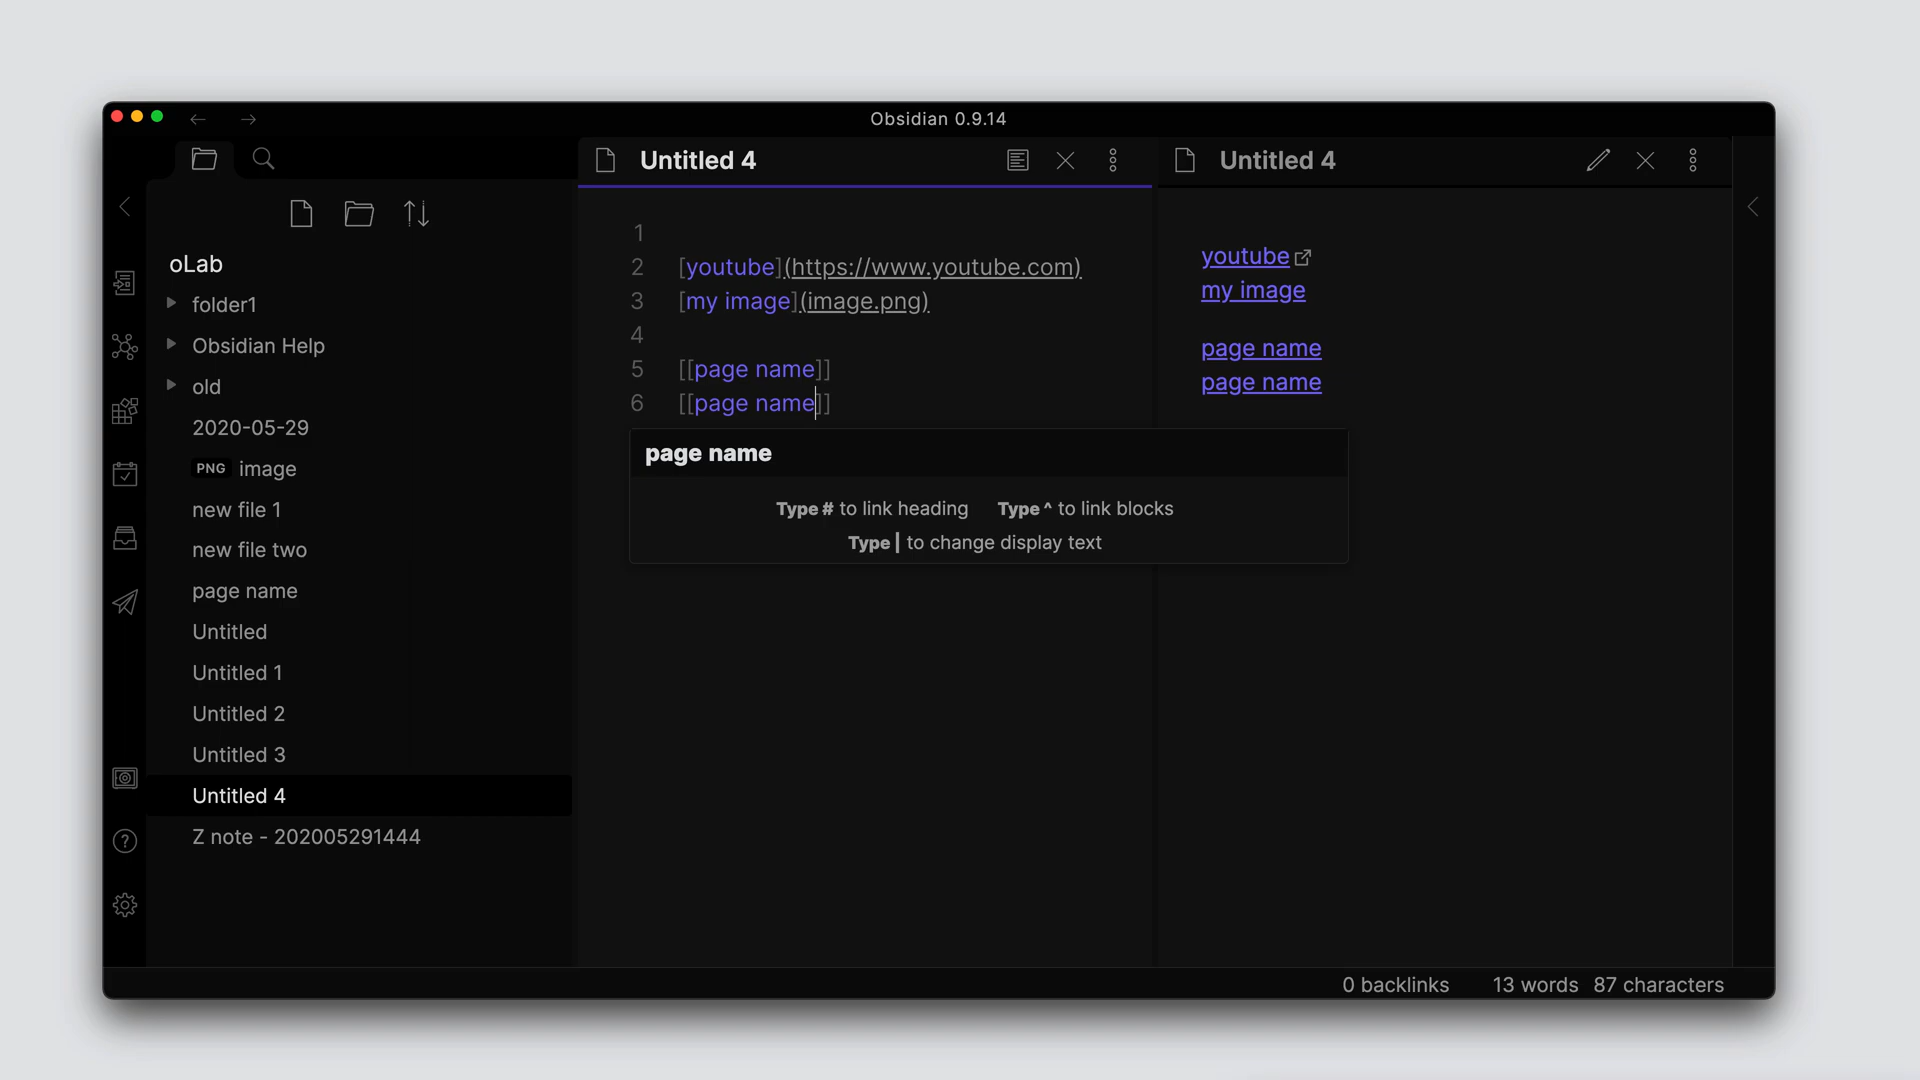 Obsidian 0.9.14
oLab
folder1
Obsidian Help
old
2020-05-29
PNG image
new file 1
new file two
page name
Untitled
Untitled 1
Untitled 2
Untitled 3
Untitled 4
Z note - 202005291444
Untitled 4
1
2 [youtube](https://www.youtube.com)
3 [my image](image.png)
4
5 [[page name]]
6 [[page name]]
page name
Type # to link heading Type ^ to link blocks
Type | to change display text
Untitled 4
youtube
my image
page name
page name
0 backlinks 13 words 87 characters